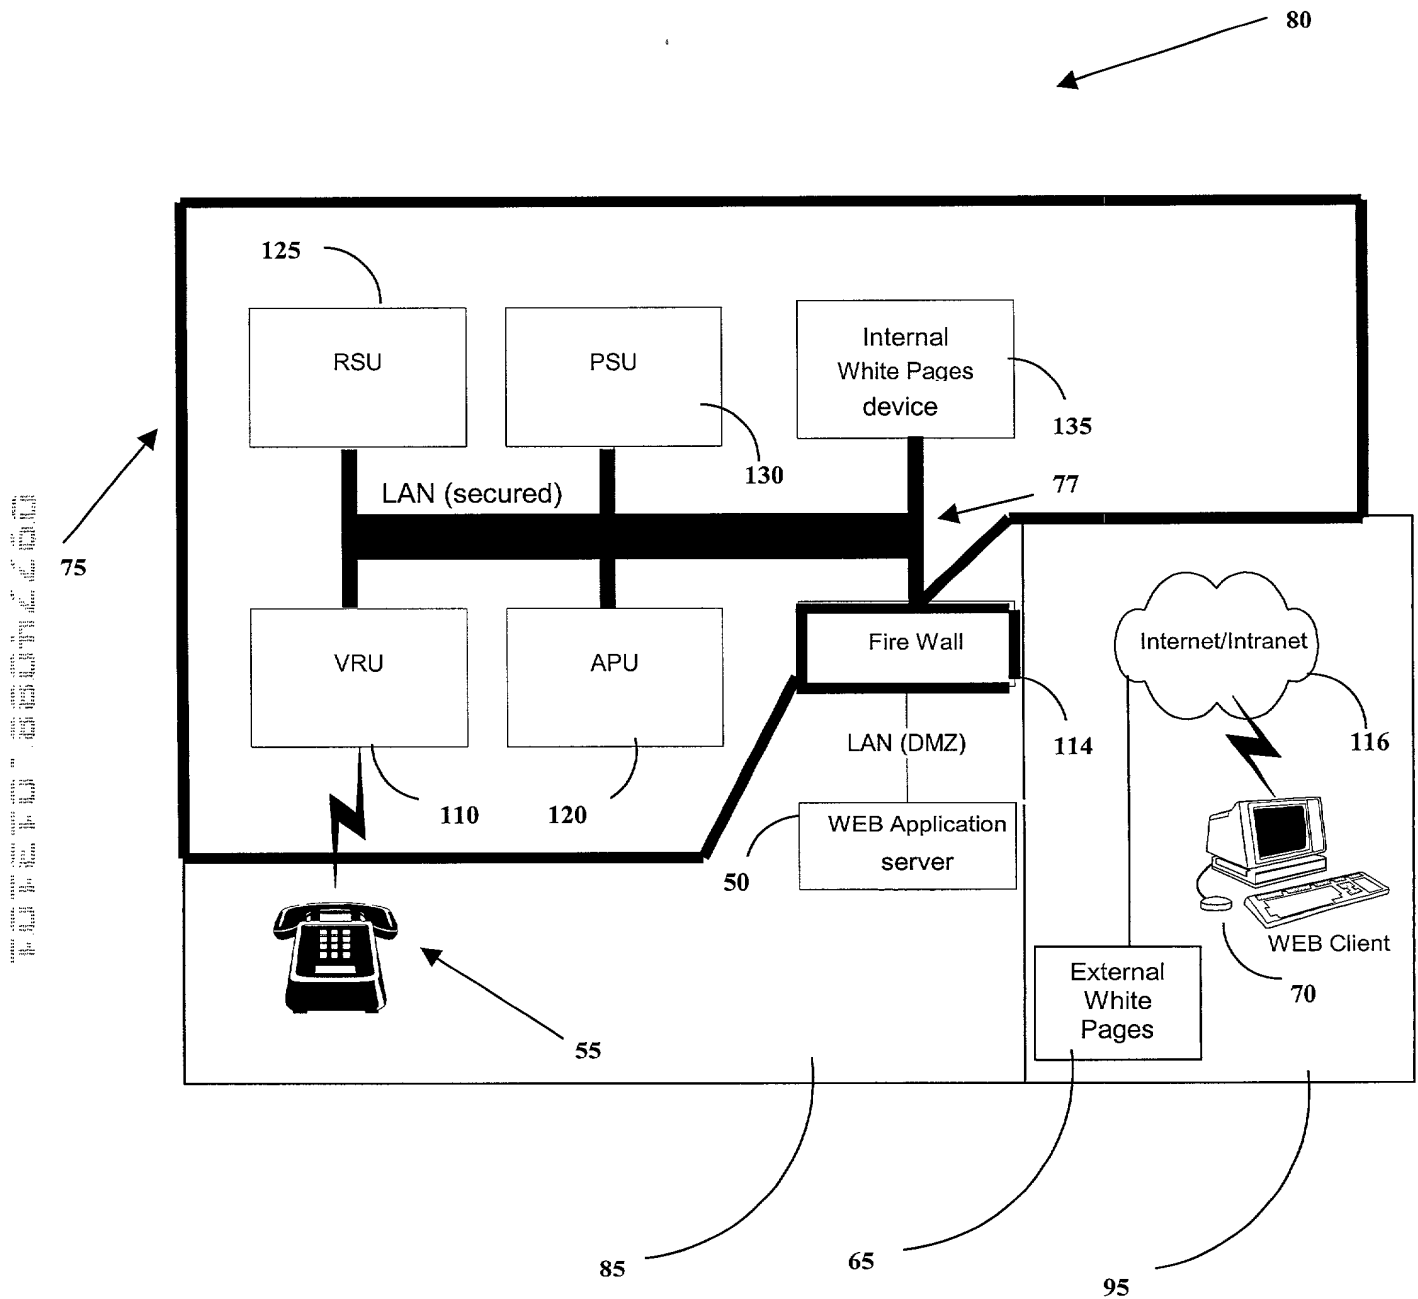 80
125
RSU
PSU
Internal
White Pages
device
135
130
LAN (secured)
77
75
VRU
APU
Fire Wall
Internet/Intranet
114
116
LAN (DMZ)
110
120
WEB Application
server
50
WEB Client
External
White
Pages
70
55
85
65
95